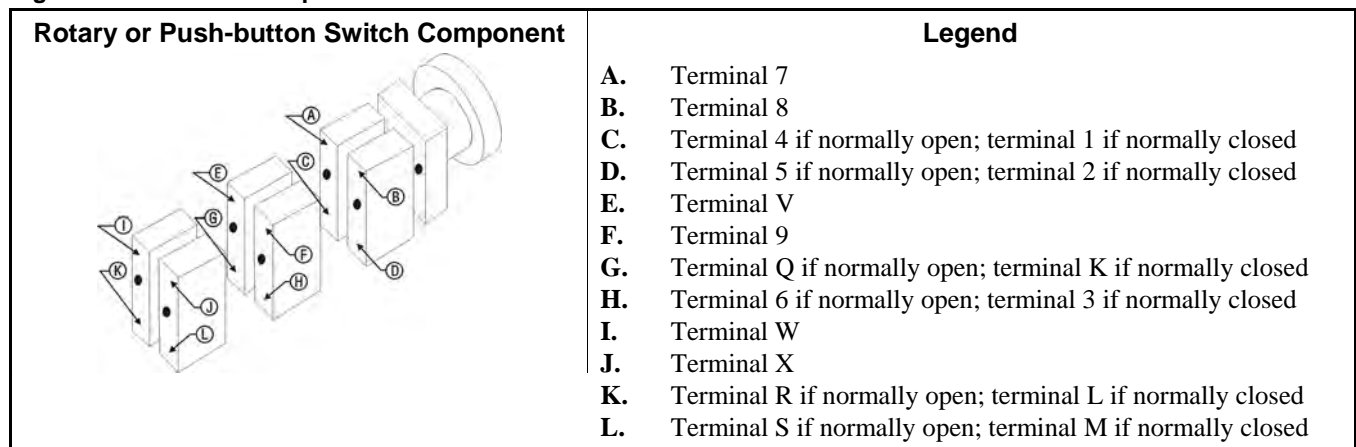 Rotary or Push-button Switch Component
Legend
A
B
C
D
E
F
G
H
I
J
K
L
A. Terminal 7
B. Terminal 8
C. Terminal 4 if normally open; terminal 1 if normally closed
D. Terminal 5 if normally open; terminal 2 if normally closed
E. Terminal V
F. Terminal 9
G. Terminal Q if normally open; terminal K if normally closed
H. Terminal 6 if normally open; terminal 3 if normally closed
I. Terminal W
J. Terminal X
K. Terminal R if normally open; terminal L if normally closed
L. Terminal S if normally open; terminal M if normally closed